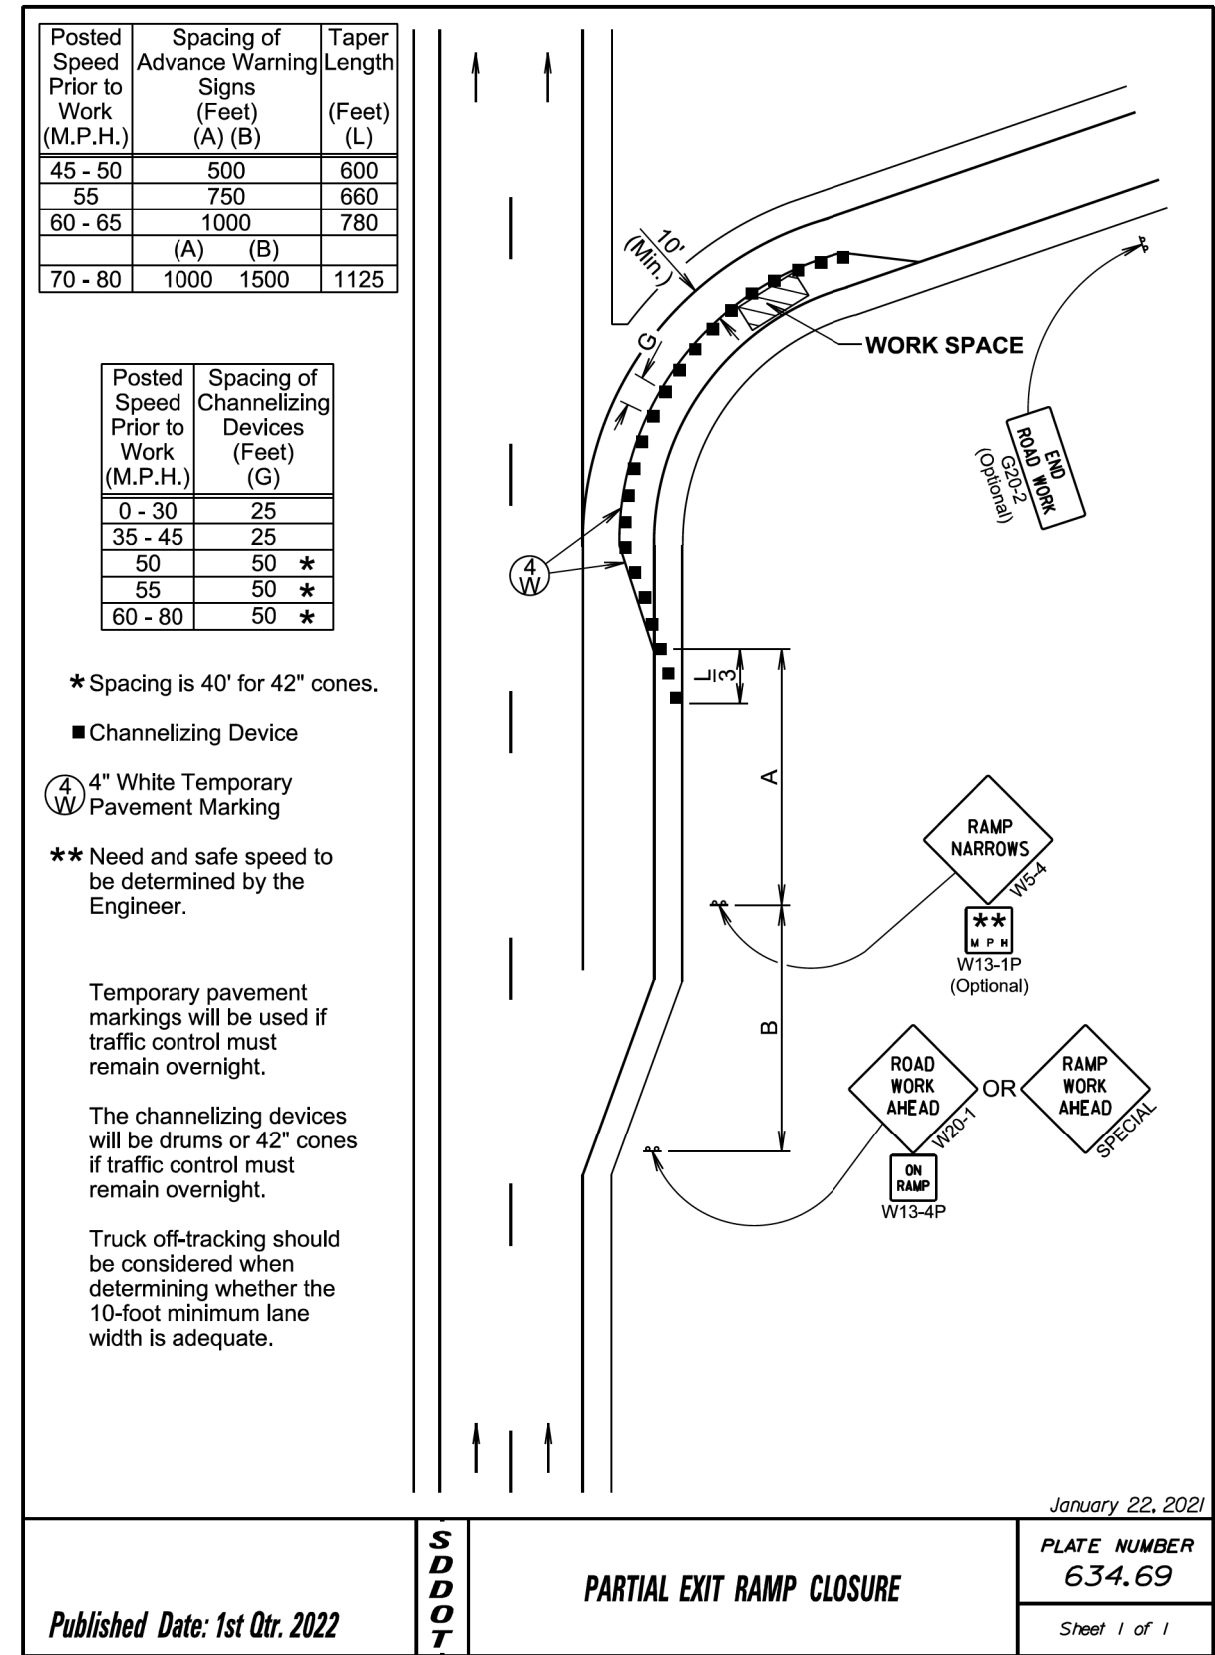 Posted
Speed
Prior to
Work
(M.P.H.)
Spacing of
Advance Warning
Signs
(Feet)
(A) (B)
Taper
Length
(Feet)
(L)
45 - 50 500 600
55 750 660
60 - 65 1000 780
(A) (B)
70 - 80 1000 1500 1125
Posted
Speed
Prior to
Work
(M.P.H.)
Spacing of
Channelizing
Devices
(Feet)
(G)
0 - 30 25
35 - 45 25
50 50 *
55 50 *
60 - 80 50 *
* Spacing is 40' for 42" cones.
■ Channelizing Device
4
W
4" White Temporary
Pavement Marking
** Need and safe speed to
be determined by the
Engineer.
Temporary pavement
markings will be used if
traffic control must
remain overnight.
The channelizing devices
will be drums or 42" cones
if traffic control must
remain overnight.
Truck off-tracking should
be considered when
determining whether the
10-foot minimum lane
width is adequate.
10'
(Min.)
G
WORK SPACE
END
ROAD WORK
G20-2
(Optional)
4
W
L
3
A
RAMP
NARROWS
W5-4
**
M P H
W13-1P
(Optional)
B
ROAD
WORK
AHEAD
W20-1
ON
RAMP
W13-4P
OR
RAMP
WORK
AHEAD
SPECIAL
January 22, 2021
Published Date: 1st Qtr. 2022
S
D
D
O
T
PARTIAL EXIT RAMP CLOSURE
PLATE NUMBER
634.69
Sheet 1 of 1